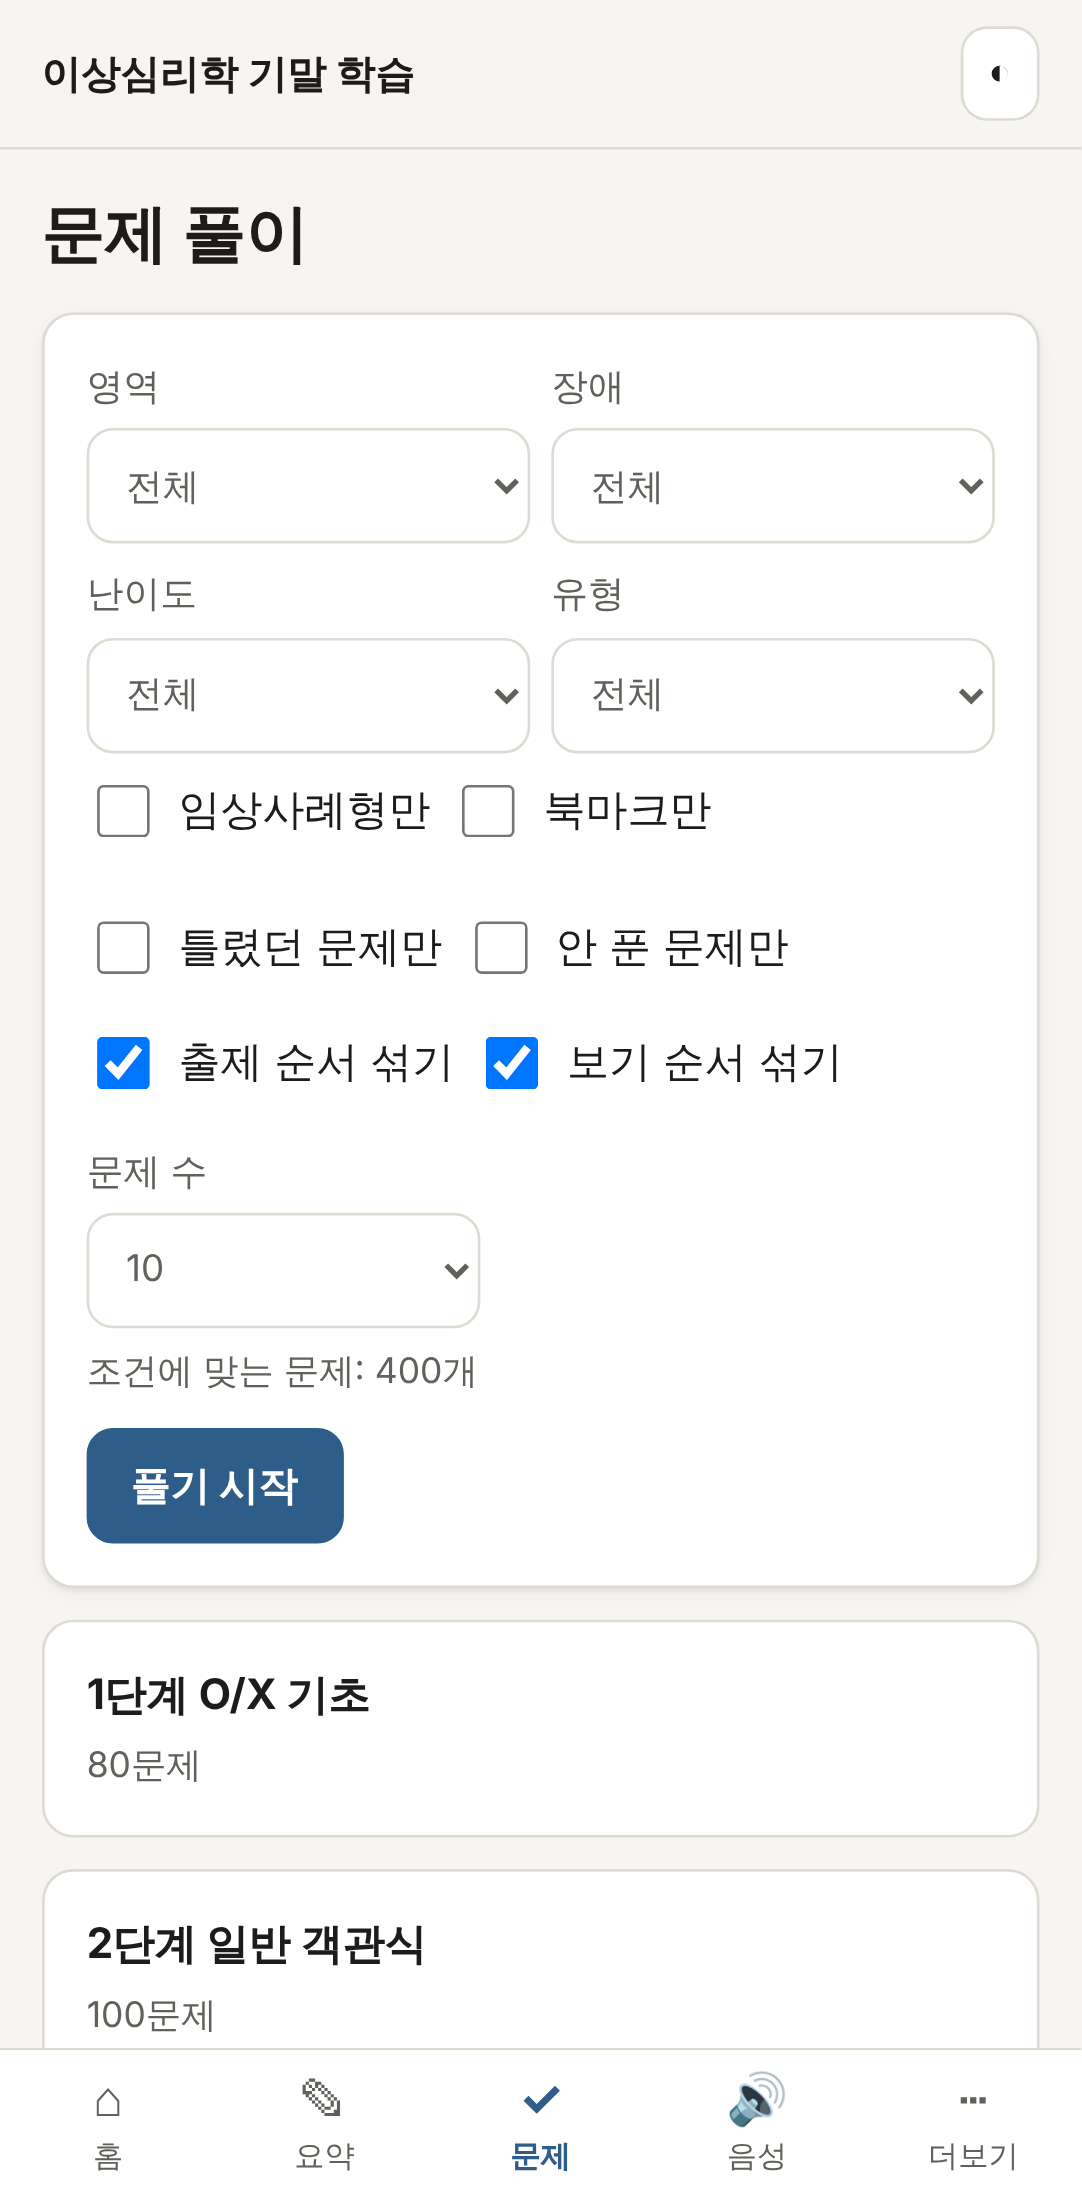 이상심리학 기말 학습
문제 풀이
영역 장애
전체 전체
난이도 유형
전체 전체
임상사례형만 북마크만
틀렸던 문제만 안 푼 문제만
출제 순서 섞기 보기 순서 섞기
문제 수
10
조건에 맞는 문제: 400개
풀기 시작
1단계 O/X 기초
80문제
2단계 일반 객관식
100문제
홈 요약 문제 음성 더보기